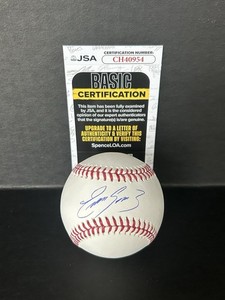 JSA
CERTIFICATION NUMBER:
CH40954
BASIC
CERTIFICATION
This item has been fully examined
by JSA, and it is the considered
opinion of our expert authenticators
that the signature(s) is/are genuine.
UPGRADE TO A LETTER OF
AUTHENTICITY & VERIFY THIS
CERTIFICATION BY VISITING:
SpenceLOA.com